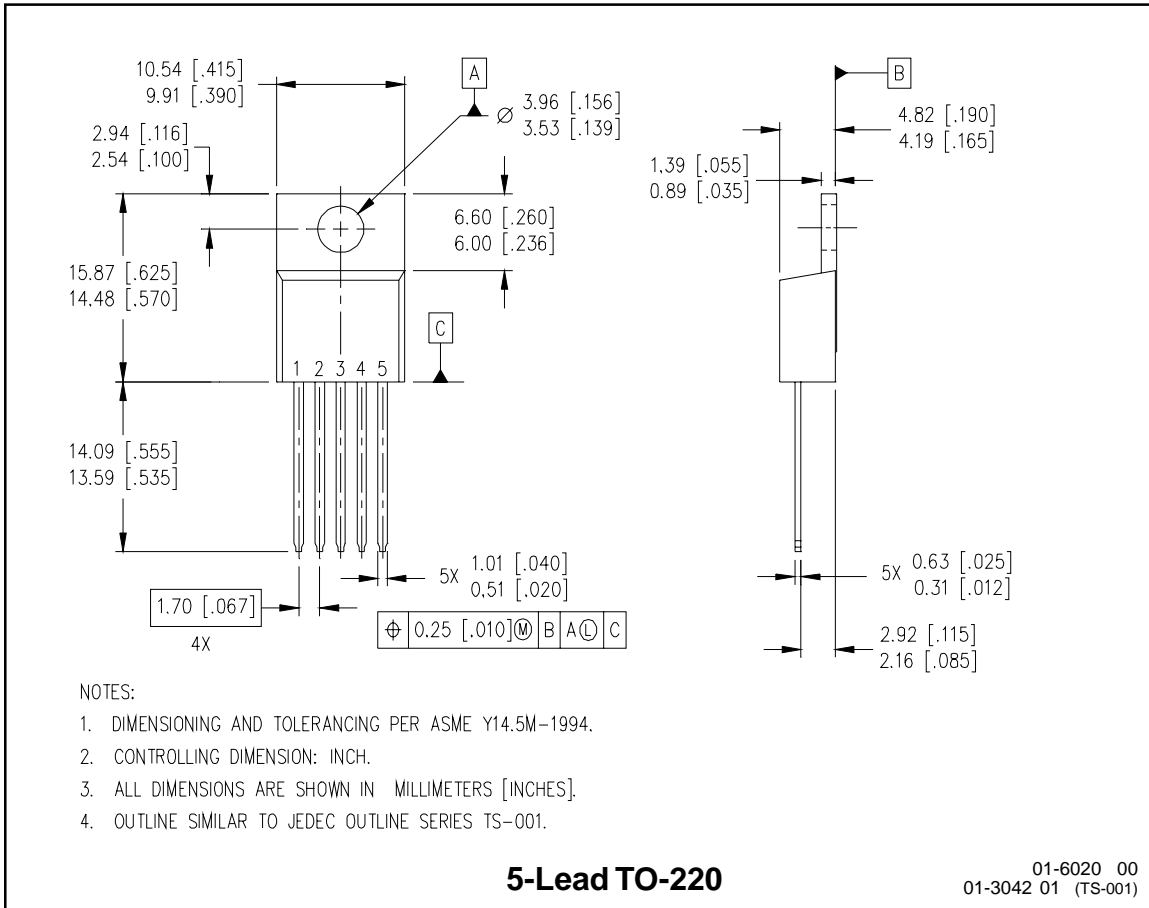 10.54 [.415]
9.91 [.390]
A
Ø 3.96 [.156]
3.53 [.139]
B
4.82 [.190]
4.19 [.165]
2.94 [.116]
2.54 [.100]
1.39 [.055]
0.89 [.035]
6.60 [.260]
6.00 [.236]
15.87 [.625]
14.48 [.570]
C
1 2 3 4 5
14.09 [.555]
13.59 [.535]
5X 1.01 [.040]
0.51 [.020]
5X 0.63 [.025]
0.31 [.012]
1.70 [.067]
4X
⌖ 0.25 [.010]Ⓜ B AⓁ C
2.92 [.115]
2.16 [.085]
NOTES:
1. DIMENSIONING AND TOLERANCING PER ASME Y14.5M-1994.
2. CONTROLLING DIMENSION: INCH.
3. ALL DIMENSIONS ARE SHOWN IN MILLIMETERS [INCHES].
4. OUTLINE SIMILAR TO JEDEC OUTLINE SERIES TS-001.
5-Lead TO-220
01-6020 00
01-3042 01 (TS-001)